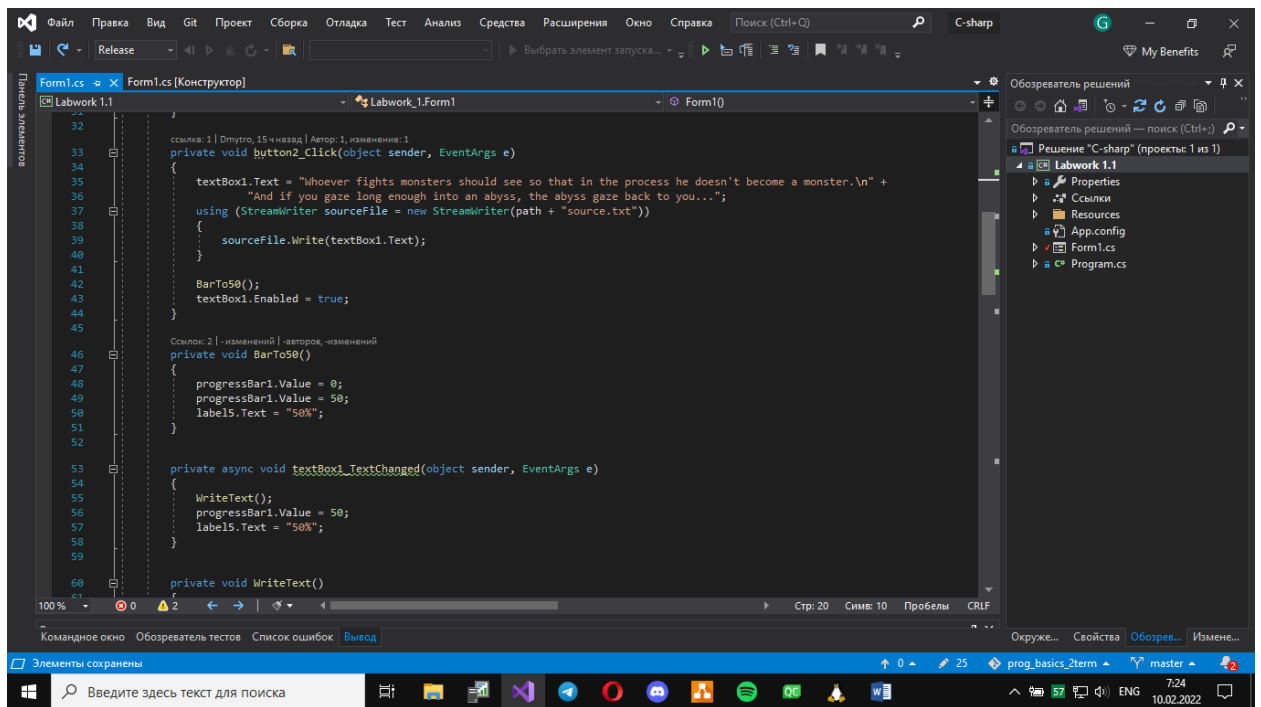 Файл Правка Вид Git Проект Сборка Отладка Тест Анализ Средства Расширения Окно Справка Поиск (Ctrl+Q) C-sharp G
Release Выбрать элемент запуска... My Benefits
Панель элементов
Form1.cs Form1.cs [Конструктор]
Labwork 1.1 Labwork_1.Form1 Form1()
31 }
32
ссылка: 1 | Dmytro, 15 ч назад | Автор: 1, изменение: 1
33 private void button2_Click(object sender, EventArgs e)
34 {
35 textBox1.Text = "Whoever fights monsters should see so that in the process he doesn't become a monster.\n" +
36 "And if you gaze long enough into an abyss, the abyss gaze back to you...";
37 using (StreamWriter sourceFile = new StreamWriter(path + "source.txt"))
38 {
39 sourceFile.Write(textBox1.Text);
40 }
41
42 BarTo50();
43 textBox1.Enabled = true;
44 }
45
Ссылок: 2 | -изменений | -авторов, -изменений
46 private void BarTo50()
47 {
48 progressBar1.Value = 0;
49 progressBar1.Value = 50;
50 label5.Text = "50%";
51 }
52
53 private async void textBox1_TextChanged(object sender, EventArgs e)
54 {
55 WriteText();
56 progressBar1.Value = 50;
57 label5.Text = "50%";
58 }
59
60 private void WriteText()
61 {
100 % 0 2 Стр: 20 Симв: 10 Пробелы CRLF
Командное окно Обозреватель тестов Список ошибок Вывод
Обозреватель решений
Обозреватель решений — поиск (Ctrl+;)
Решение "C-sharp" (проекты: 1 из 1)
Labwork 1.1
Properties
Ссылки
Resources
App.config
Form1.cs
C# Program.cs
Окруже... Свойства Обозрев... Измене...
Элементы сохранены 0 25 prog_basics_2term master 2
Введите здесь текст для поиска QC W 57 ENG 7:24
10.02.2022